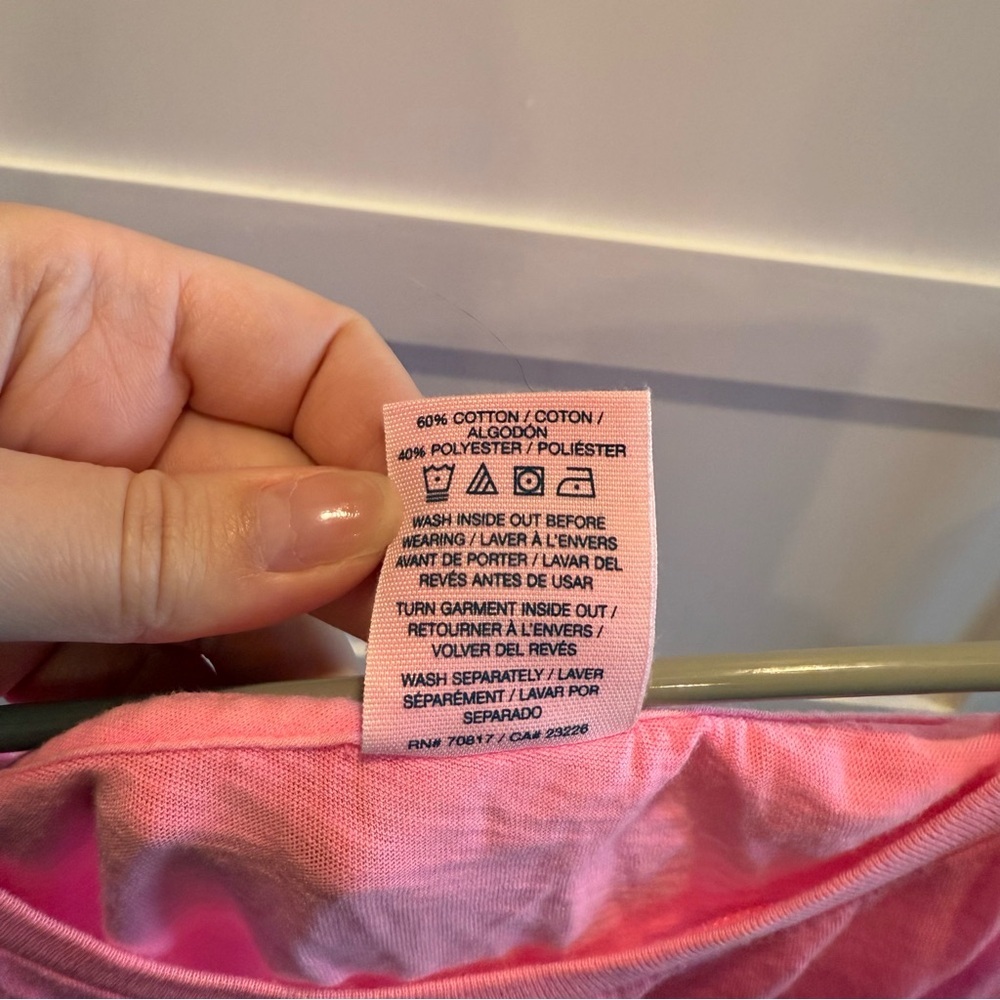 60% COTTON / COTON /
ALGODÓN
40% POLYESTER / POLIÉSTER
WASH INSIDE OUT BEFORE
WEARING / LAVER À L'ENVERS
AVANT DE PORTER / LAVAR DEL
REVÉS ANTES DE USAR
TURN GARMENT INSIDE OUT /
RETOURNER À L'ENVERS /
VOLVER DEL REVÉS
WASH SEPARATELY / LAVER
SÉPARÉMENT / LAVAR POR
SEPARADO
RN# 70817 / CA# 23226